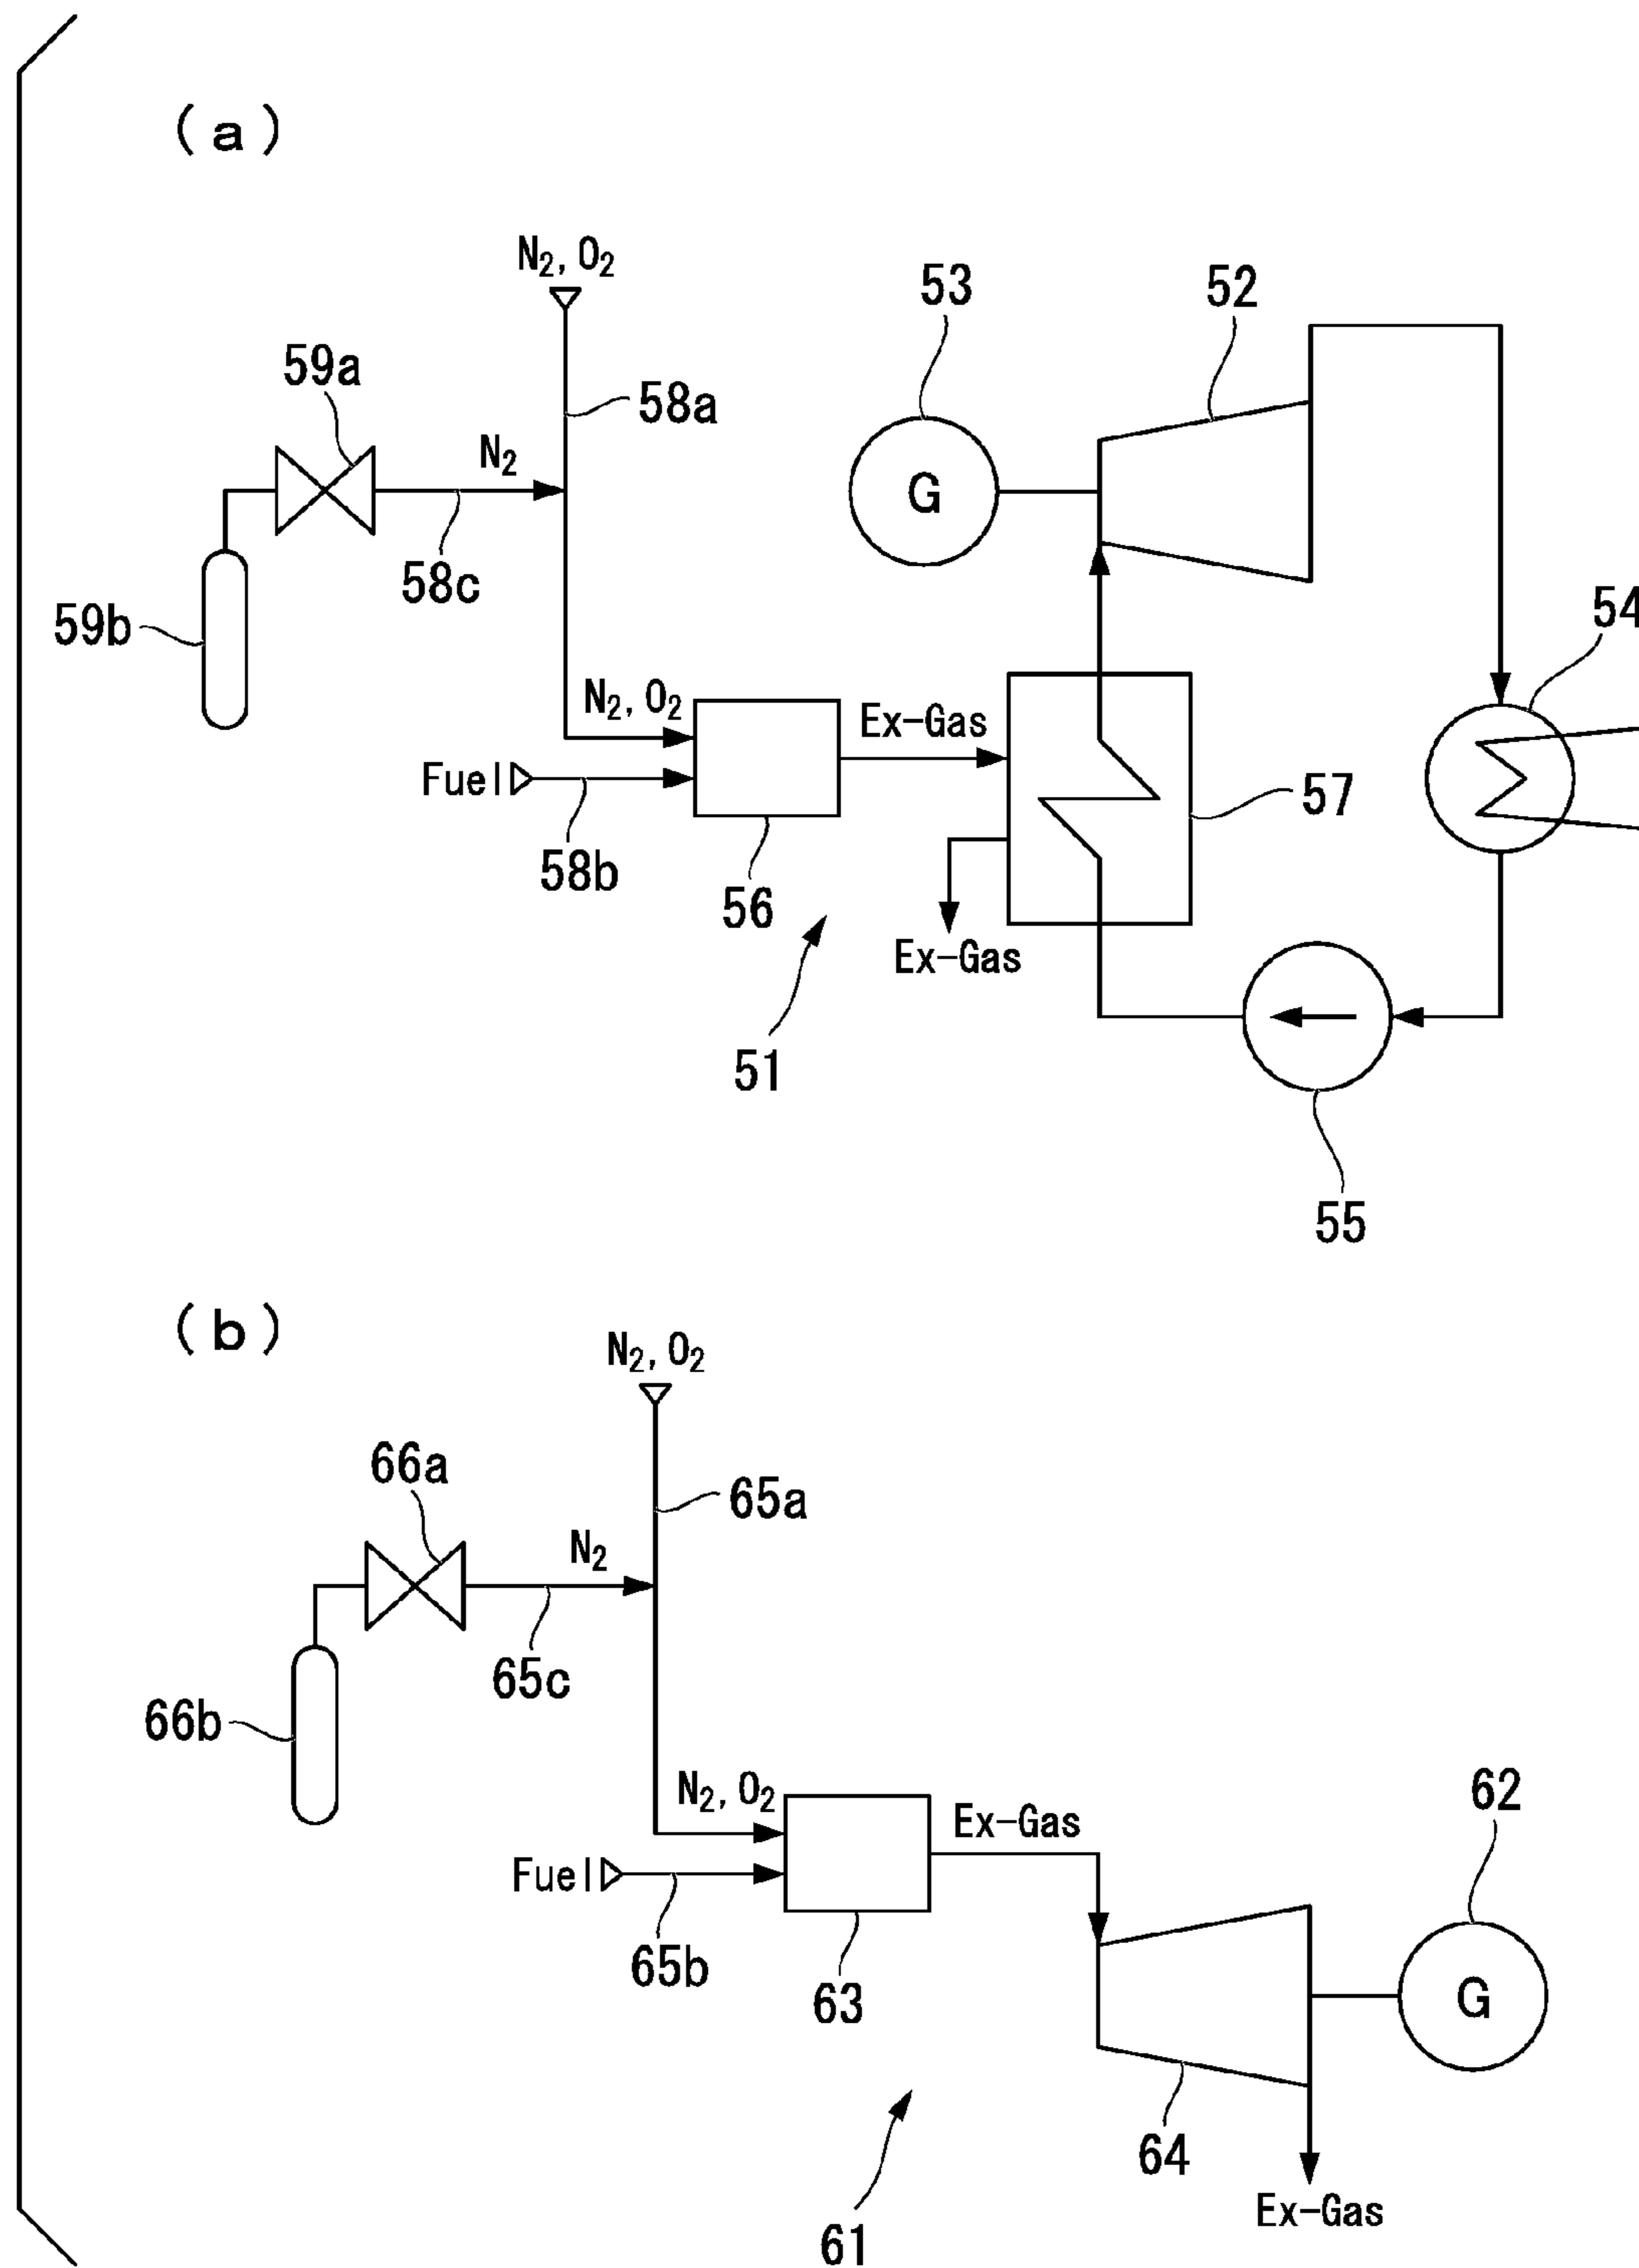 (a)
N₂, O₂
53
52
59a
58a
N₂
G
58c
54
59b
N₂, O₂
Ex-Gas
Fuel
57
58b
56
Ex-Gas
51
55
(b)
N₂, O₂
66a
65a
N₂
65c
66b
62
N₂, O₂
Ex-Gas
Fuel
65b
63
G
64
Ex-Gas
61